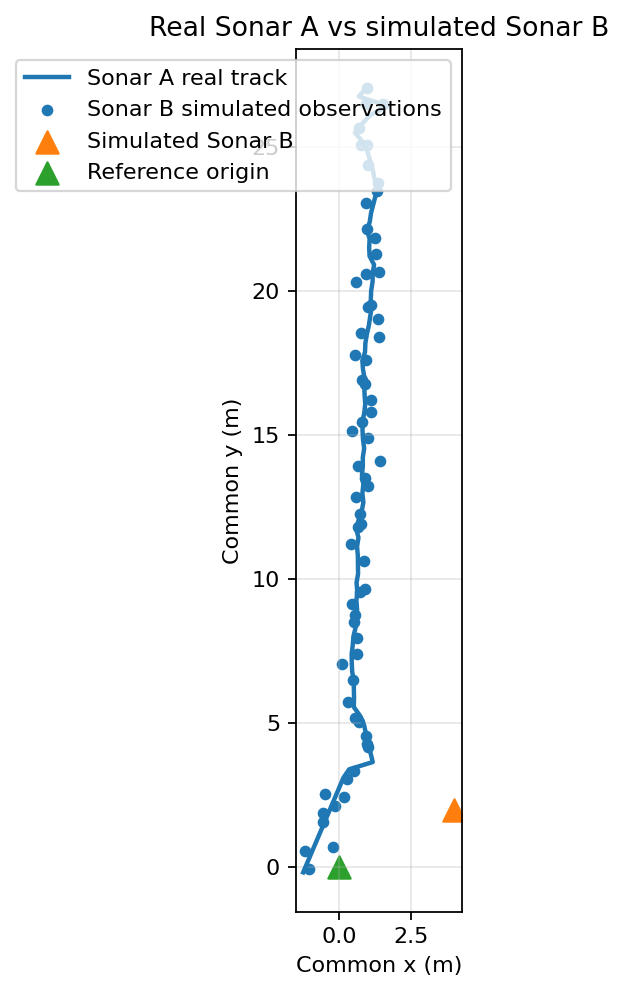 Real Sonar A vs simulated Sonar B
Sonar A real track
Sonar B simulated observations
Simulated Sonar B
Reference origin
25
20
15
10
5
0
Common y (m)
0.0 2.5
Common x (m)